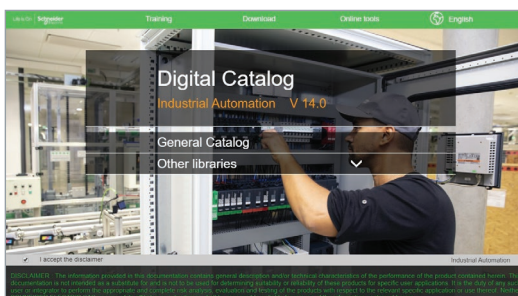 Schneider
Training
Download
Online tools
English
Digital Catalog
Industrial Automation V 14.0
General Catalog
Other libraries
I accept the disclaimer
Industrial Automation
DISCLAIMER : The information provided in this documentation contains general description and/or technical characteristics of the performance of the product contained herein. This
documentation is not intended as a substitute for and is not to be used for determining suitability or reliability of these products for specific user applications. It is the duty of any such
user or integrator to perform the appropriate and complete risk analysis, evaluation and testing of the products with respect to the relevant specific application or use thereof. Neither